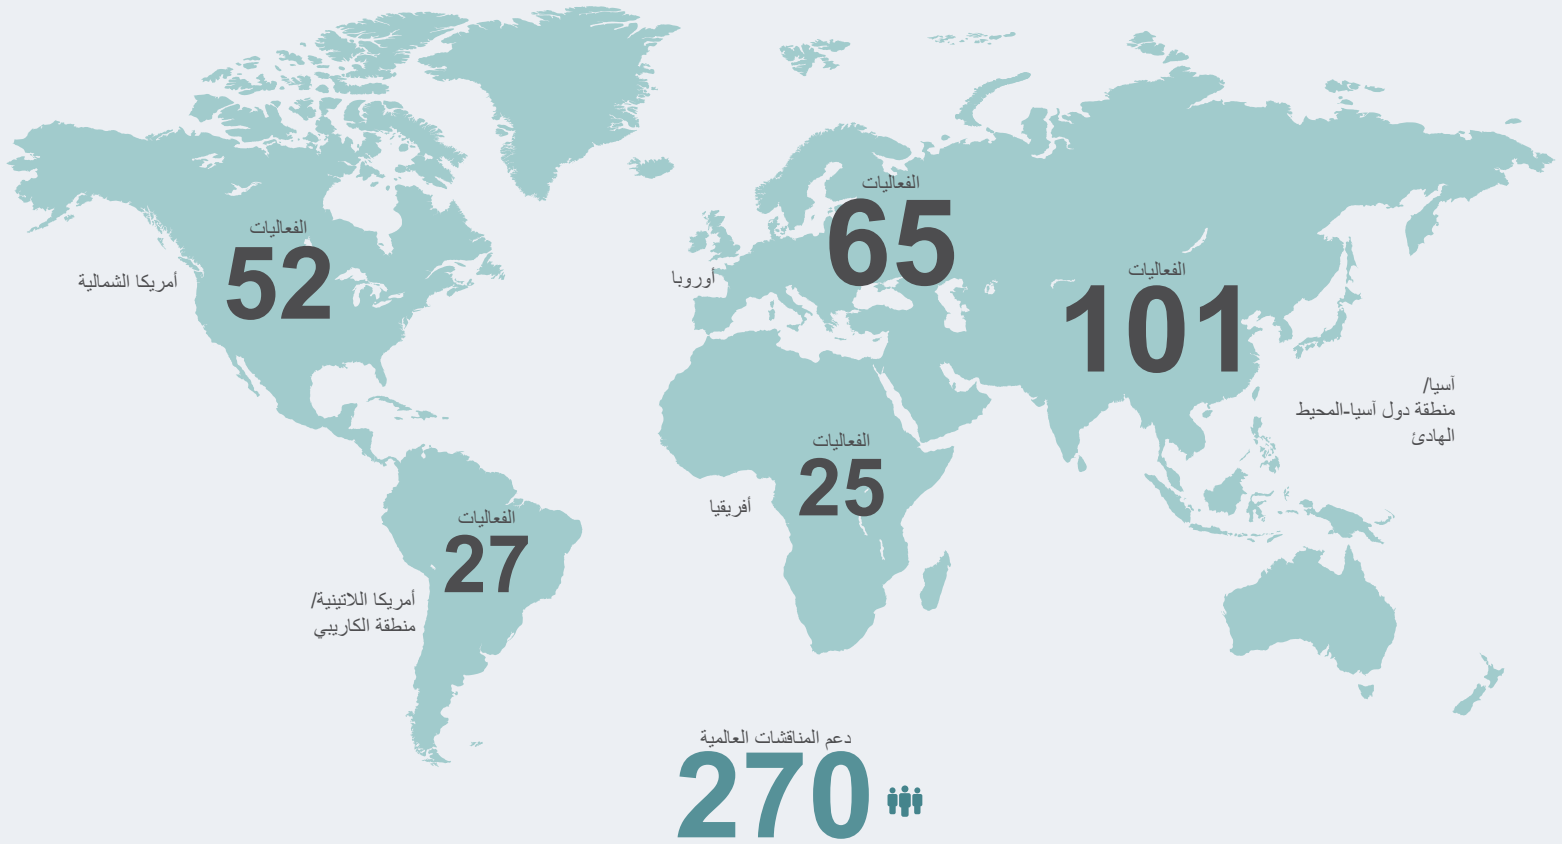 الفعاليات
52
أمريكا الشمالية
الفعاليات
65
أوروبا
الفعاليات
101
آسيا/
منطقة دول آسيا-المحيط
الهادئ
الفعاليات
25
أفريقيا
الفعاليات
27
أمريكا اللاتينية/
منطقة الكاريبي
دعم المناقشات العالمية
270